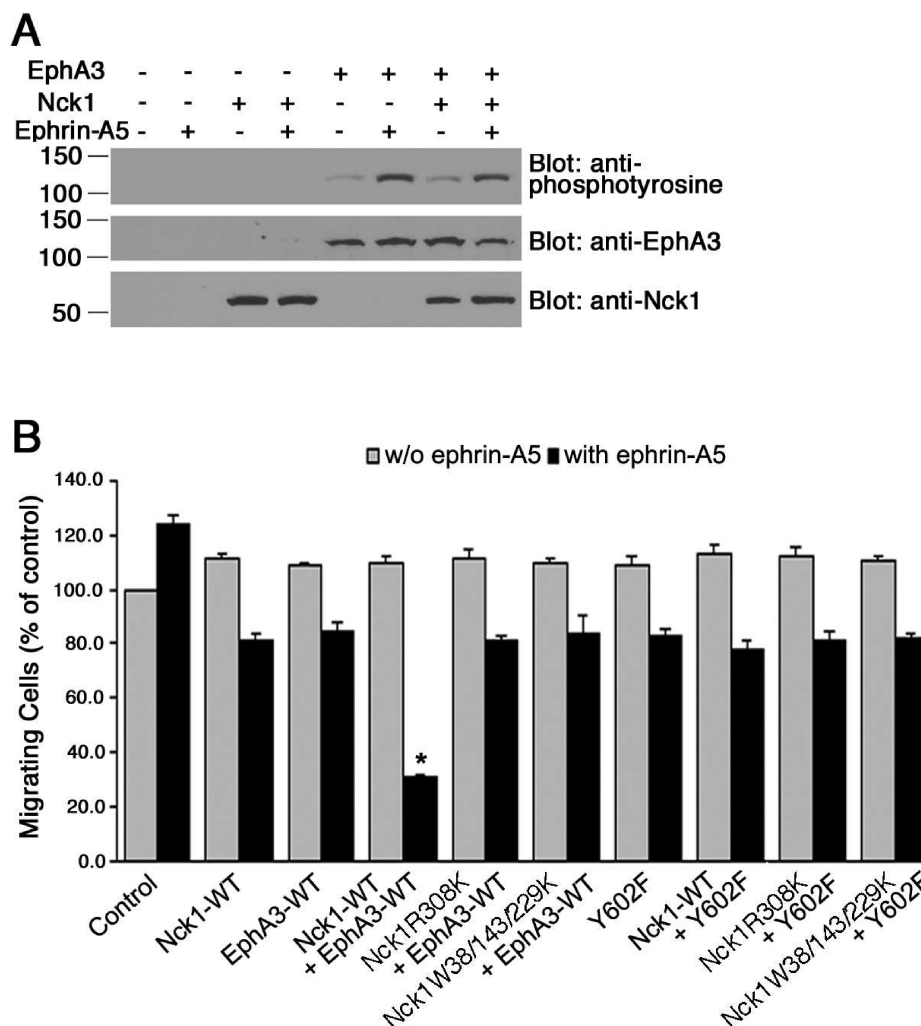 A
EphA3 - - - - + + + +
Nck1 - - + + - - + +
Ephrin-A5 - + - + - + - +
150
100
Blot: anti-
phosphotyrosine
150
100
Blot: anti-EphA3
50
Blot: anti-Nck1
B
w/o ephrin-A5 with ephrin-A5
Migrating Cells (% of control)
140.0
120.0
100.0
80.0
60.0
40.0
20.0
0.0
*
Control
Nck1-WT
EphA3-WT
Nck1-WT
+ EphA3-WT
Nck1R308K
+ EphA3-WT
Nck1W38/143/229K
+ EphA3-WT
Y602F
Nck1-WT
+ Y602F
Nck1R308K
+ Y602F
Nck1W38/143/229K
+ Y602F